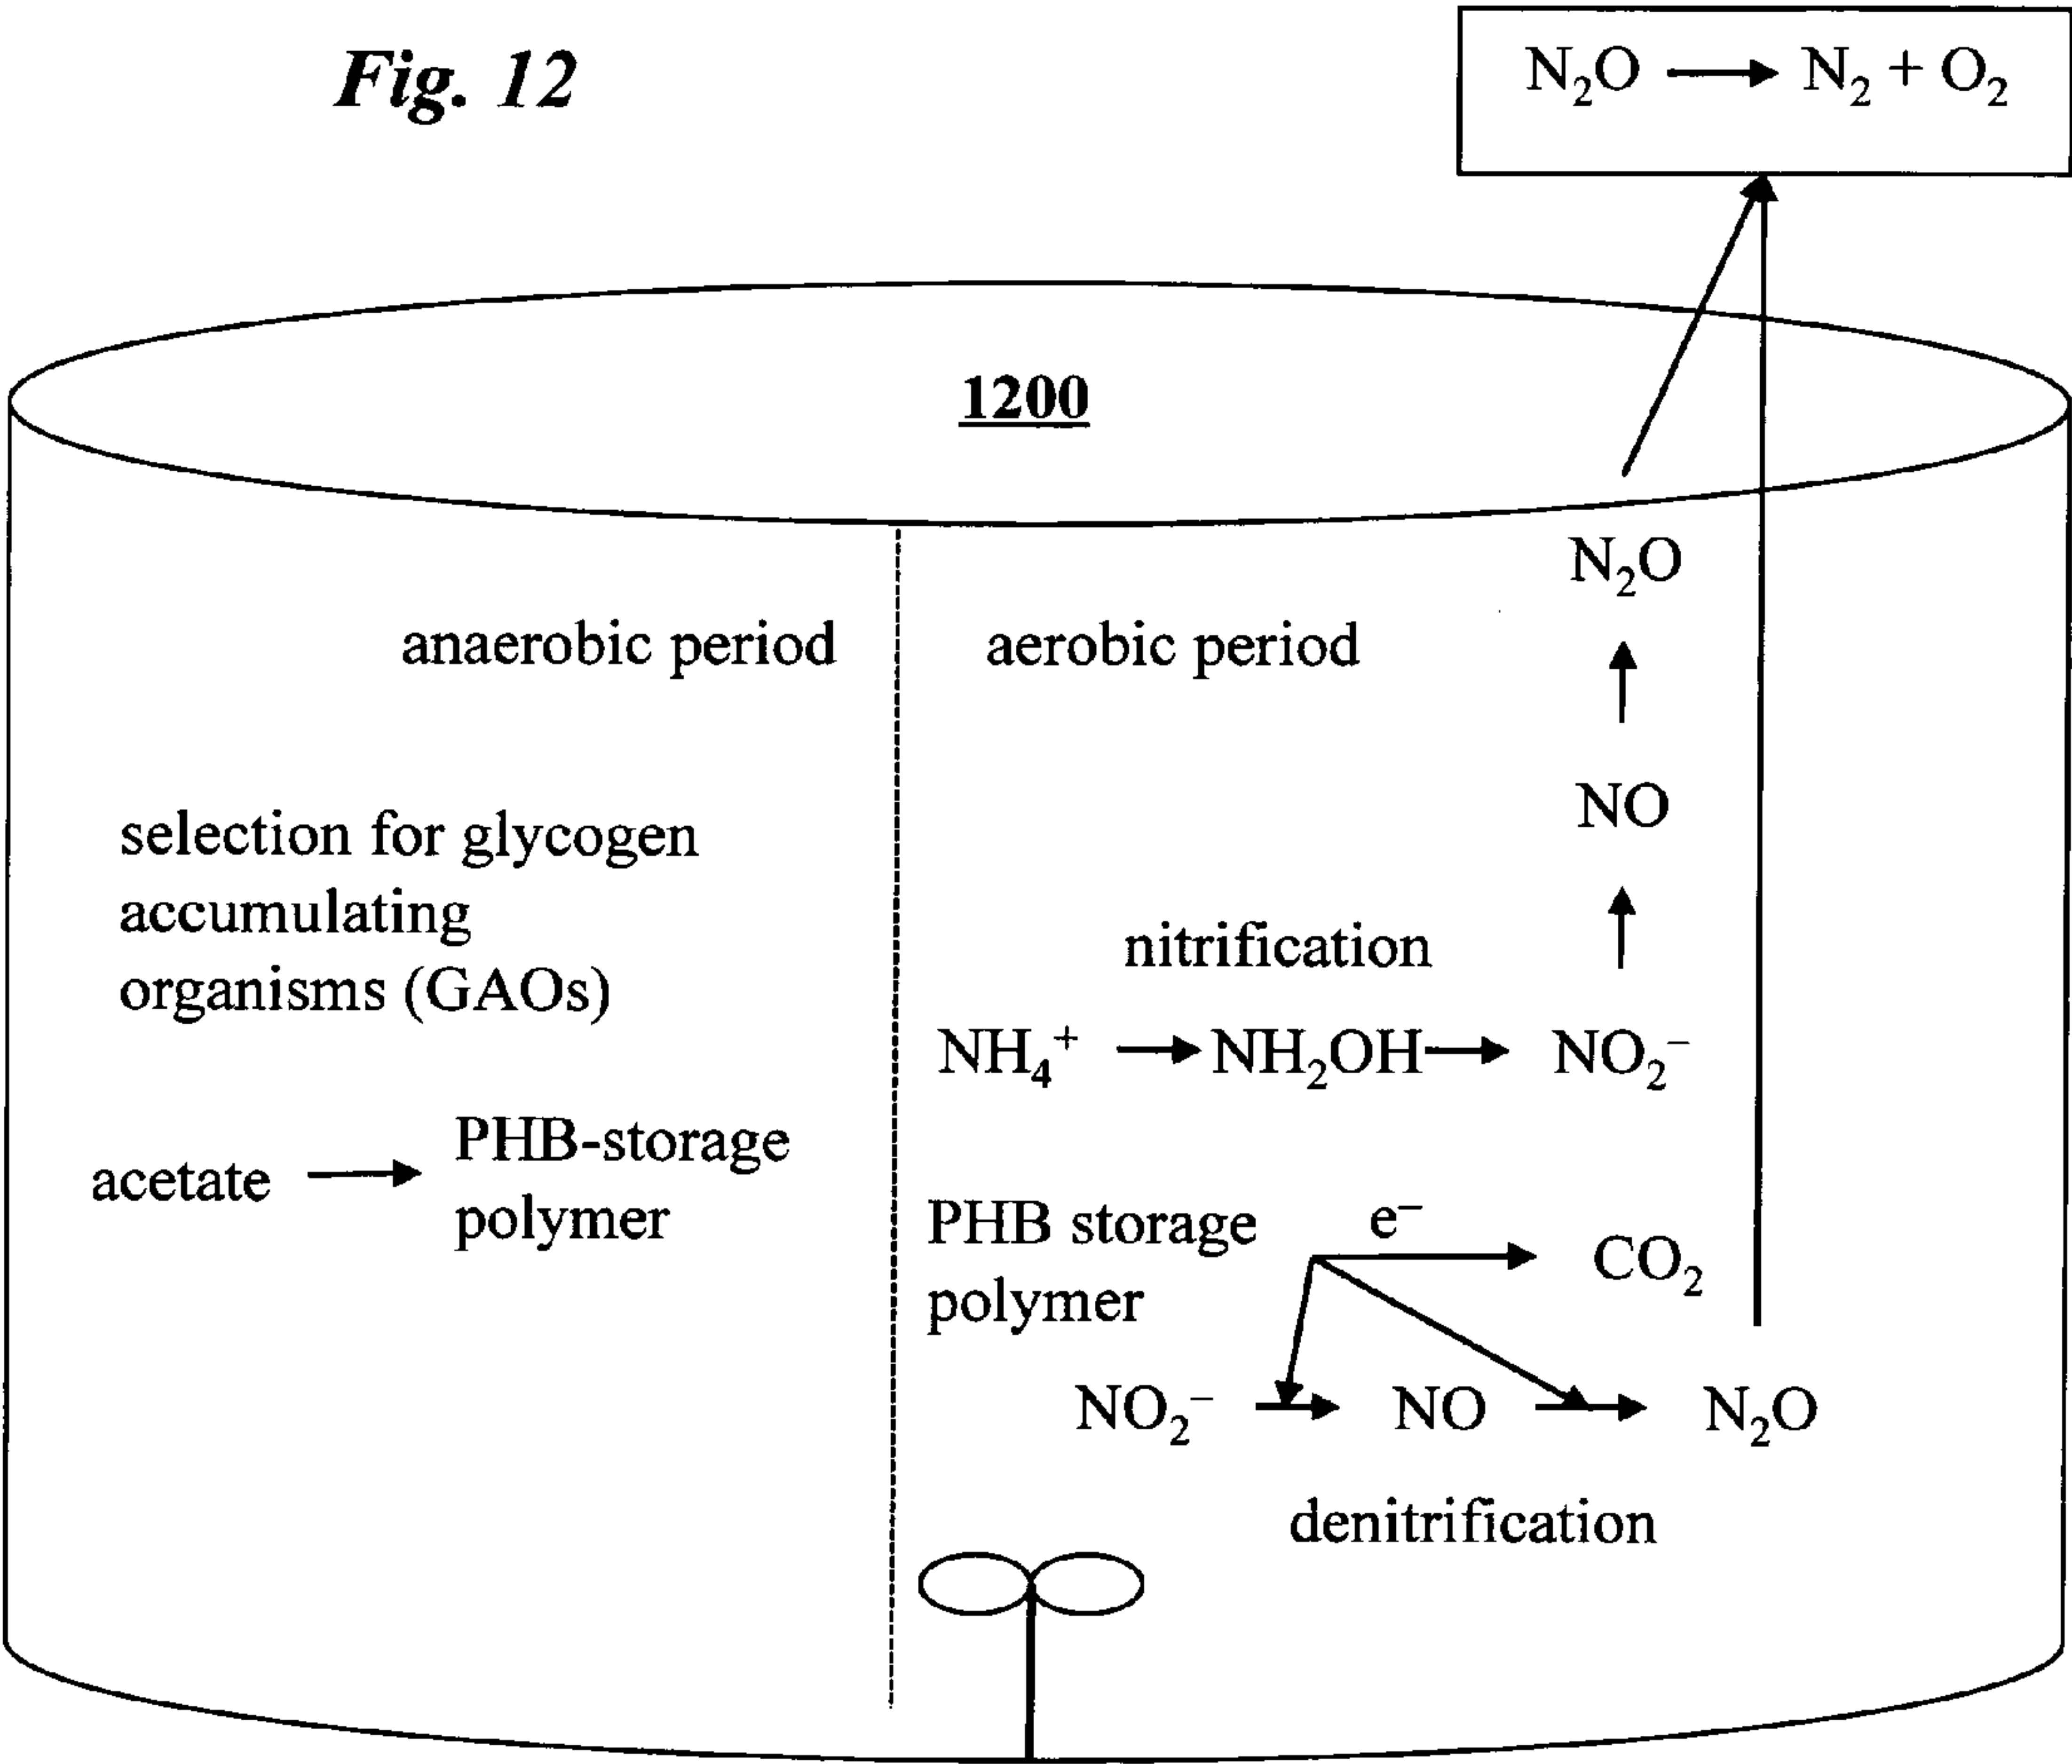 Fig. 12
N₂O → N₂ + O₂
1200
anaerobic period
selection for glycogen
accumulating
organisms (GAOs)
acetate → PHB-storage
polymer
aerobic period
N₂O
NO
nitrification
NH₄⁺ → NH₂OH → NO₂⁻
PHB storage
polymer
e⁻
CO₂
NO₂⁻ → NO → N₂O
denitrification